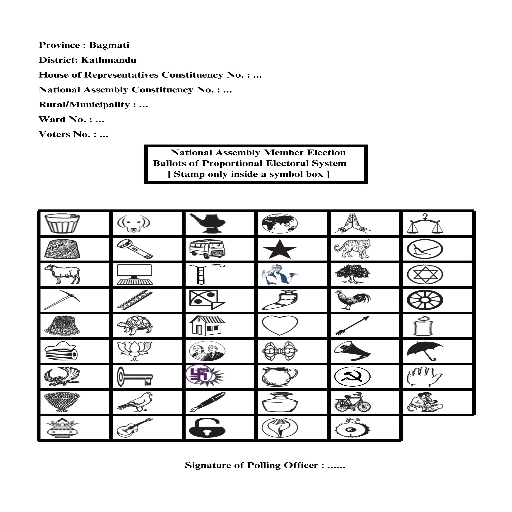 Province : Bagmati
District: Kathmandu
House of Representatives Constituency No. : ...
National Assembly Constituency No. : ...
Rural/Municipality : ...
Ward No. : ...
Voters No. : ...
National Assembly Member Election
Ballots of Proportional Electoral System
[ Stamp only inside a symbol box ]
Signature of Polling Officer : ......